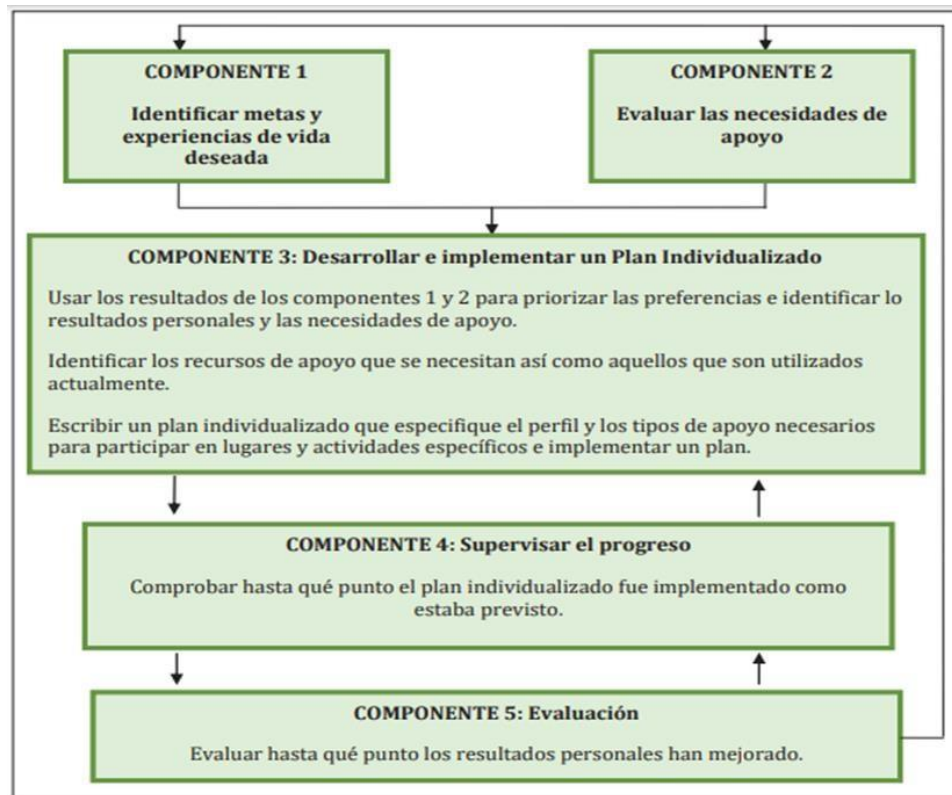 COMPONENTE 1
Identificar metas y
experiencias de vida
deseada
COMPONENTE 2
Evaluar las necesidades de
apoyo
COMPONENTE 3: Desarrollar e implementar un Plan Individualizado
Usar los resultados de los componentes 1 y 2 para priorizar las preferencias e identificar lo
resultados personales y las necesidades de apoyo.
Identificar los recursos de apoyo que se necesitan así como aquellos que son utilizados
actualmente.
Escribir un plan individualizado que especifique el perfil y los tipos de apoyo necesarios
para participar en lugares y actividades específicos e implementar un plan.
COMPONENTE 4: Supervisar el progreso
Comprobar hasta qué punto el plan individualizado fue implementado como
estaba previsto.
COMPONENTE 5: Evaluación
Evaluar hasta qué punto los resultados personales han mejorado.